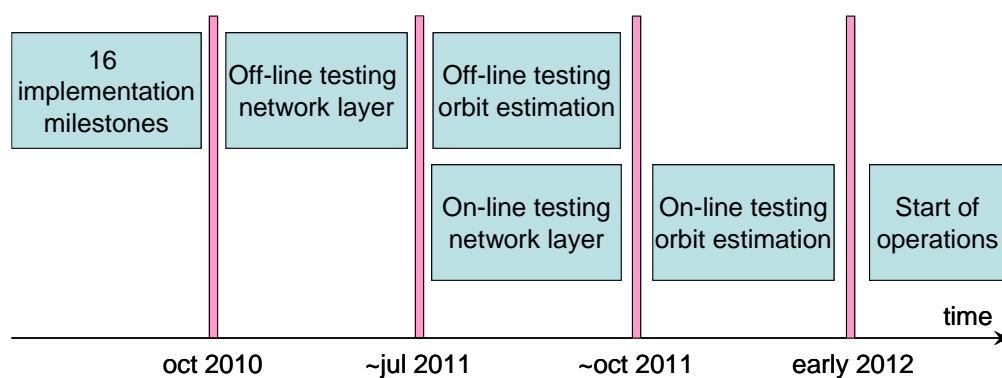 16
implementation
milestones
Off-line testing
network layer
Off-line testing
orbit estimation
On-line testing
network layer
On-line testing
orbit estimation
Start of
operations
time
oct 2010
~jul 2011
~oct 2011
early 2012